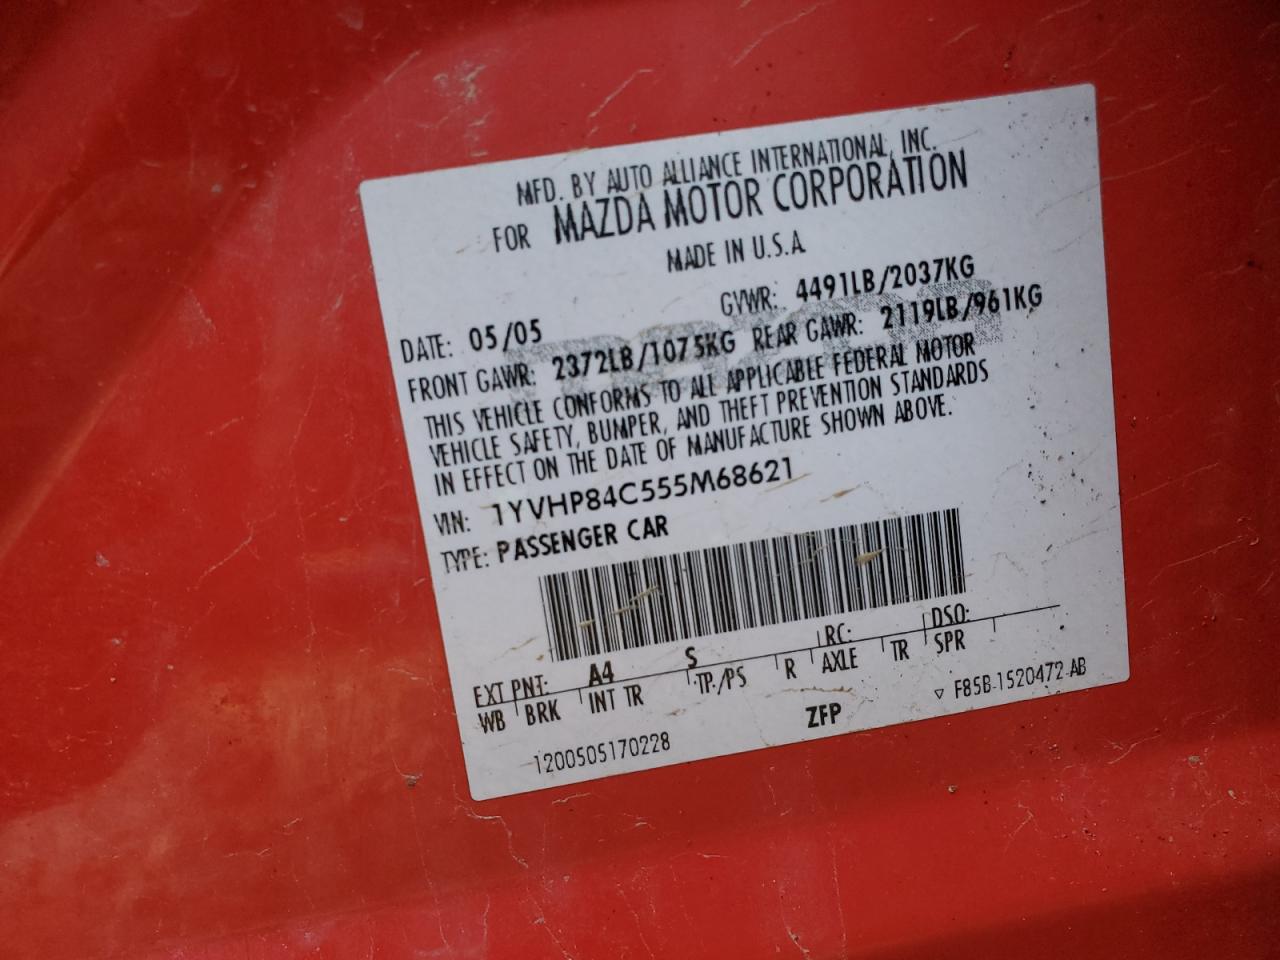 MFD. BY AUTO ALLIANCE INTERNATIONAL, INC.
FOR MAZDA MOTOR CORPORATION
MADE IN U.S.A.
DATE: 05/05 GVWR: 4491LB/2037KG
FRONT GAWR: 2372LB/1075KG REAR GAWR: 2119LB/961KG
THIS VEHICLE CONFORMS TO ALL APPLICABLE FEDERAL MOTOR
VEHICLE SAFETY, BUMPER, AND THEFT PREVENTION STANDARDS
IN EFFECT ON THE DATE OF MANUFACTURE SHOWN ABOVE.
VIN: 1YVHP84C555M68621
TYPE: PASSENGER CAR
EXT PNT: A4 S RC: DSO:
WB BRK INT TR TP./PS R AXLE TR SPR
1200505170228 ZFP ▽ F85B-1520472-AB